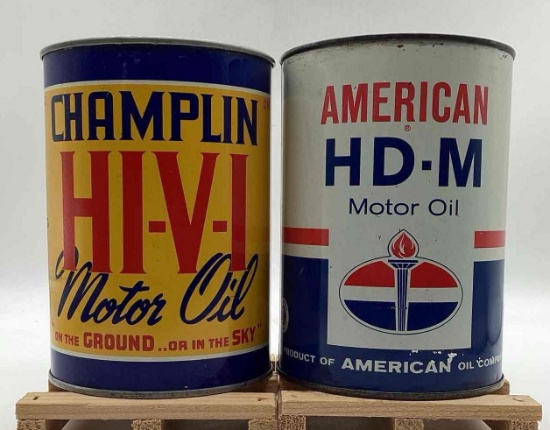 CHAMPLIN
HI-V-I
Motor Oil
"ON THE GROUND..OR IN THE SKY"
AMERICAN
®
HD-M
Motor Oil
PRODUCT OF AMERICAN OIL COMPANY